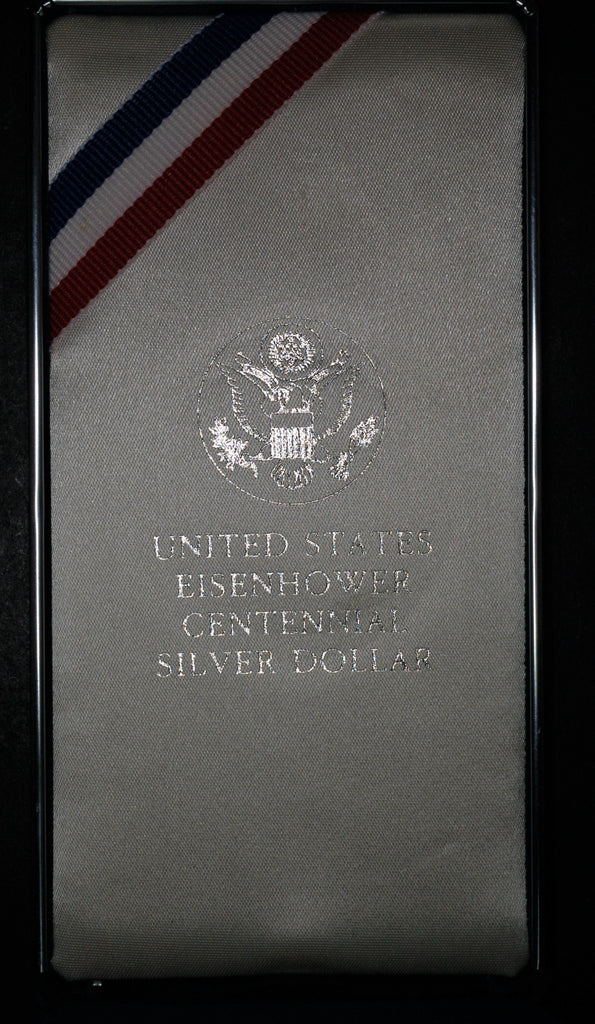 UNITED STATES
EISENHOWER
CENTENNIAL
SILVER DOLLAR